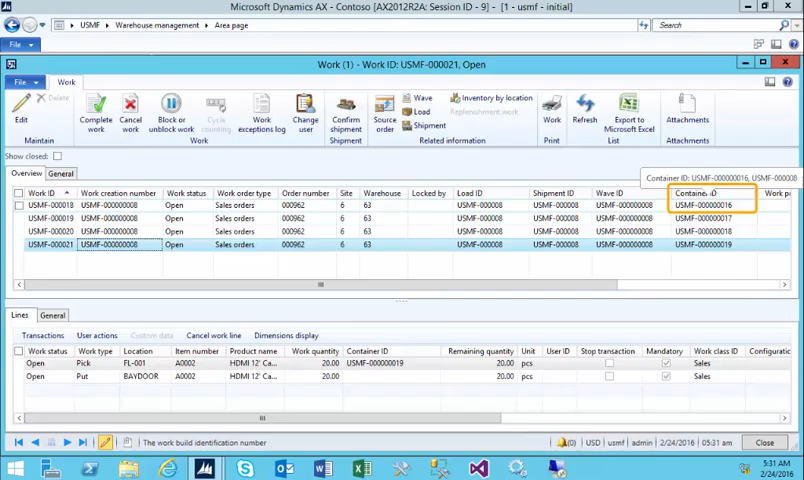 Microsoft Dynamics AX - Contoso [AX2012R2A: Session ID - 9] - [1 - usmf - initial]
USMF
Warehouse management
Area page
Search
File
Work (1) - Work ID: USMF-000021, Open
File
Work
Edit
Delete
Complete work
Cancel work
Block or unblock work
Cycle counting
Work exceptions log
Change user
Confirm shipment
Source order
Wave
Load
Shipment
Inventory by location
Replenishment work
Work
Refresh
Export to Microsoft Excel
Attachments
Maintain
Work
Shipment
Related information
Print
List
Attachments
Show closed:
Container ID: USMF-000000016, USMF-000008
Overview
General
Work ID Work creation number Work status Work order type Order number Site Warehouse Locked by Load ID Shipment ID Wave ID Container ID
USMF-000018 USMF-000000008 Open Sales orders 000962 6 63 USMF-000008 USMF-000008 USMF-000008 USMF-000000016
USMF-000019 USMF-000000008 Open Sales orders 000962 6 63 USMF-000008 USMF-000008 USMF-000008 USMF-000000017
USMF-000020 USMF-000000008 Open Sales orders 000962 6 63 USMF-000008 USMF-000008 USMF-000008 USMF-000000018
USMF-000021 USMF-000000008 Open Sales orders 000962 6 63 USMF-000008 USMF-000008 USMF-000008 USMF-000000019
Lines
General
Transactions User actions Custom data Cancel work line Dimensions display
Work status Work type Location Item number Product name Work quantity Container ID Remaining quantity Unit User ID Stop transaction Mandatory Work class ID Configuratio
Open Pick FL-001 A0002 HDMI 12' Ca... 20.00 USMF-000000019 20.00 pcs Sales
Open Put BAYDOOR A0002 HDMI 12' Ca... 20.00 20.00 pcs Sales
The work build identification number
(0) USD usmf admin 2/24/2016 05:31 am Close
5:31 AM
2/24/2016